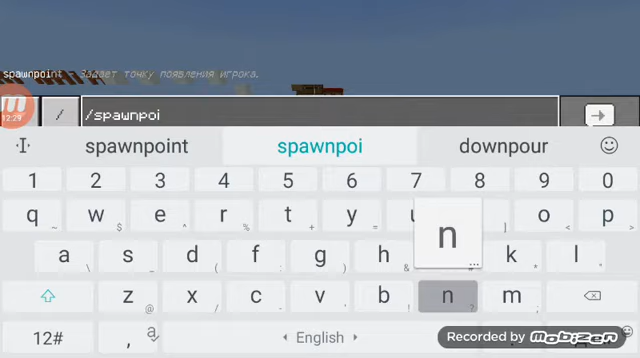 spawnpoint - Задает точку появления игрока.
12:29
/ /spawnpoi
spawnpoint spawnpoi downpour
1 2 3 4 5 6 7 8 9 0
q w e r t y u o p
~ $ ^ % + = ] < >
n
a s d f g h k l
\ - { : ; & * !
z x c v b n m
@ / - ' ! ?
12# , English
Recorded by MOBIZEN